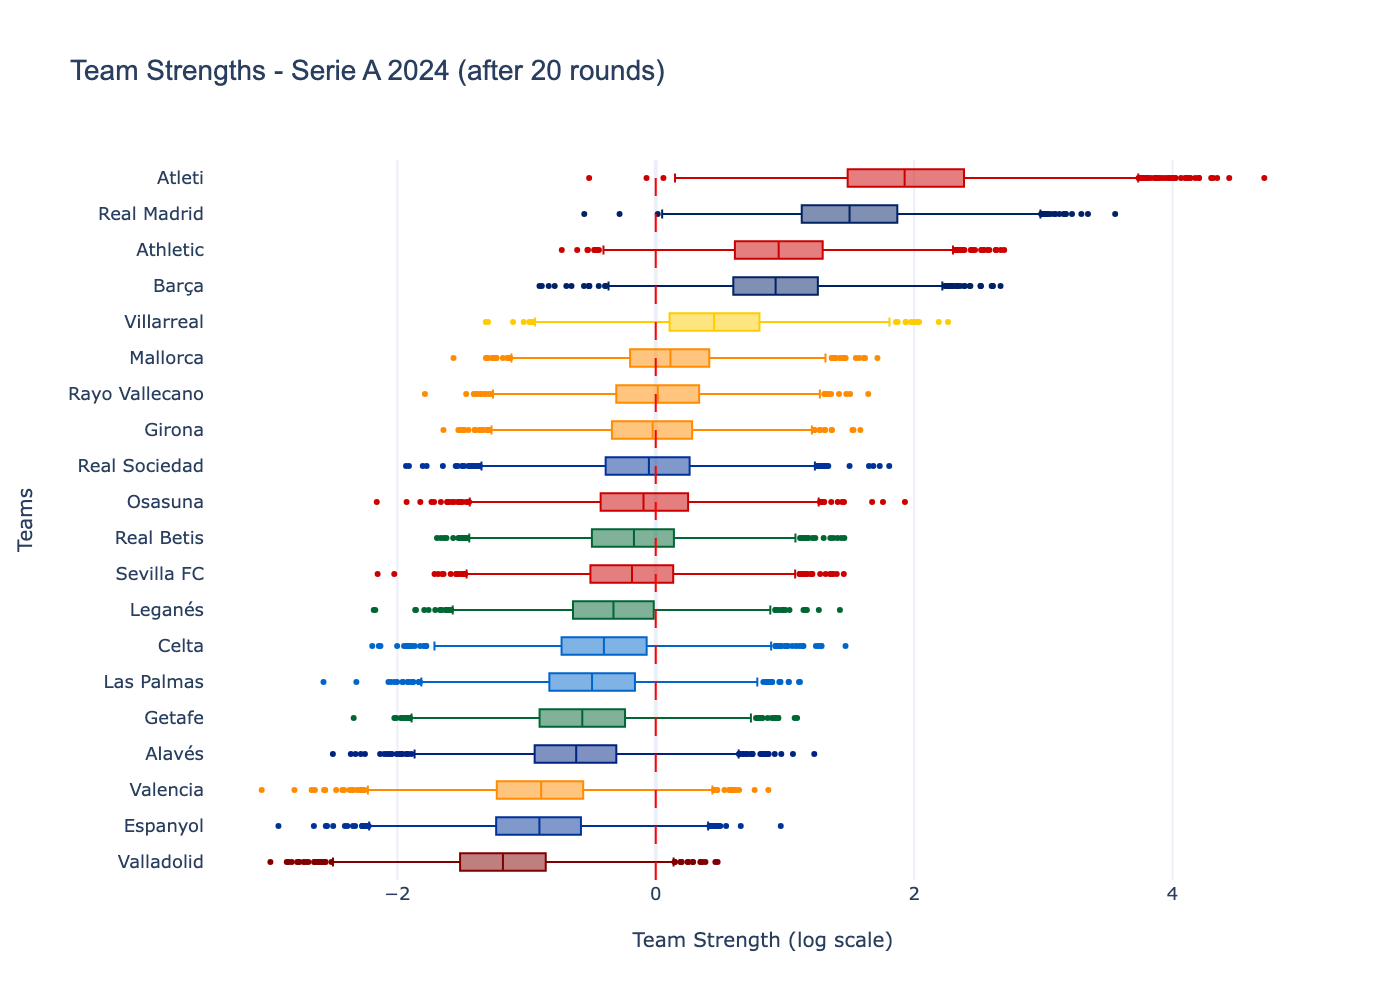 Team Strengths - Serie A 2024 (after 20 rounds)
Teams
Atleti
Real Madrid
Athletic
Barça
Villarreal
Mallorca
Rayo Vallecano
Girona
Real Sociedad
Osasuna
Real Betis
Sevilla FC
Leganés
Celta
Las Palmas
Getafe
Alavés
Valencia
Espanyol
Valladolid
−2 0 2 4
Team Strength (log scale)